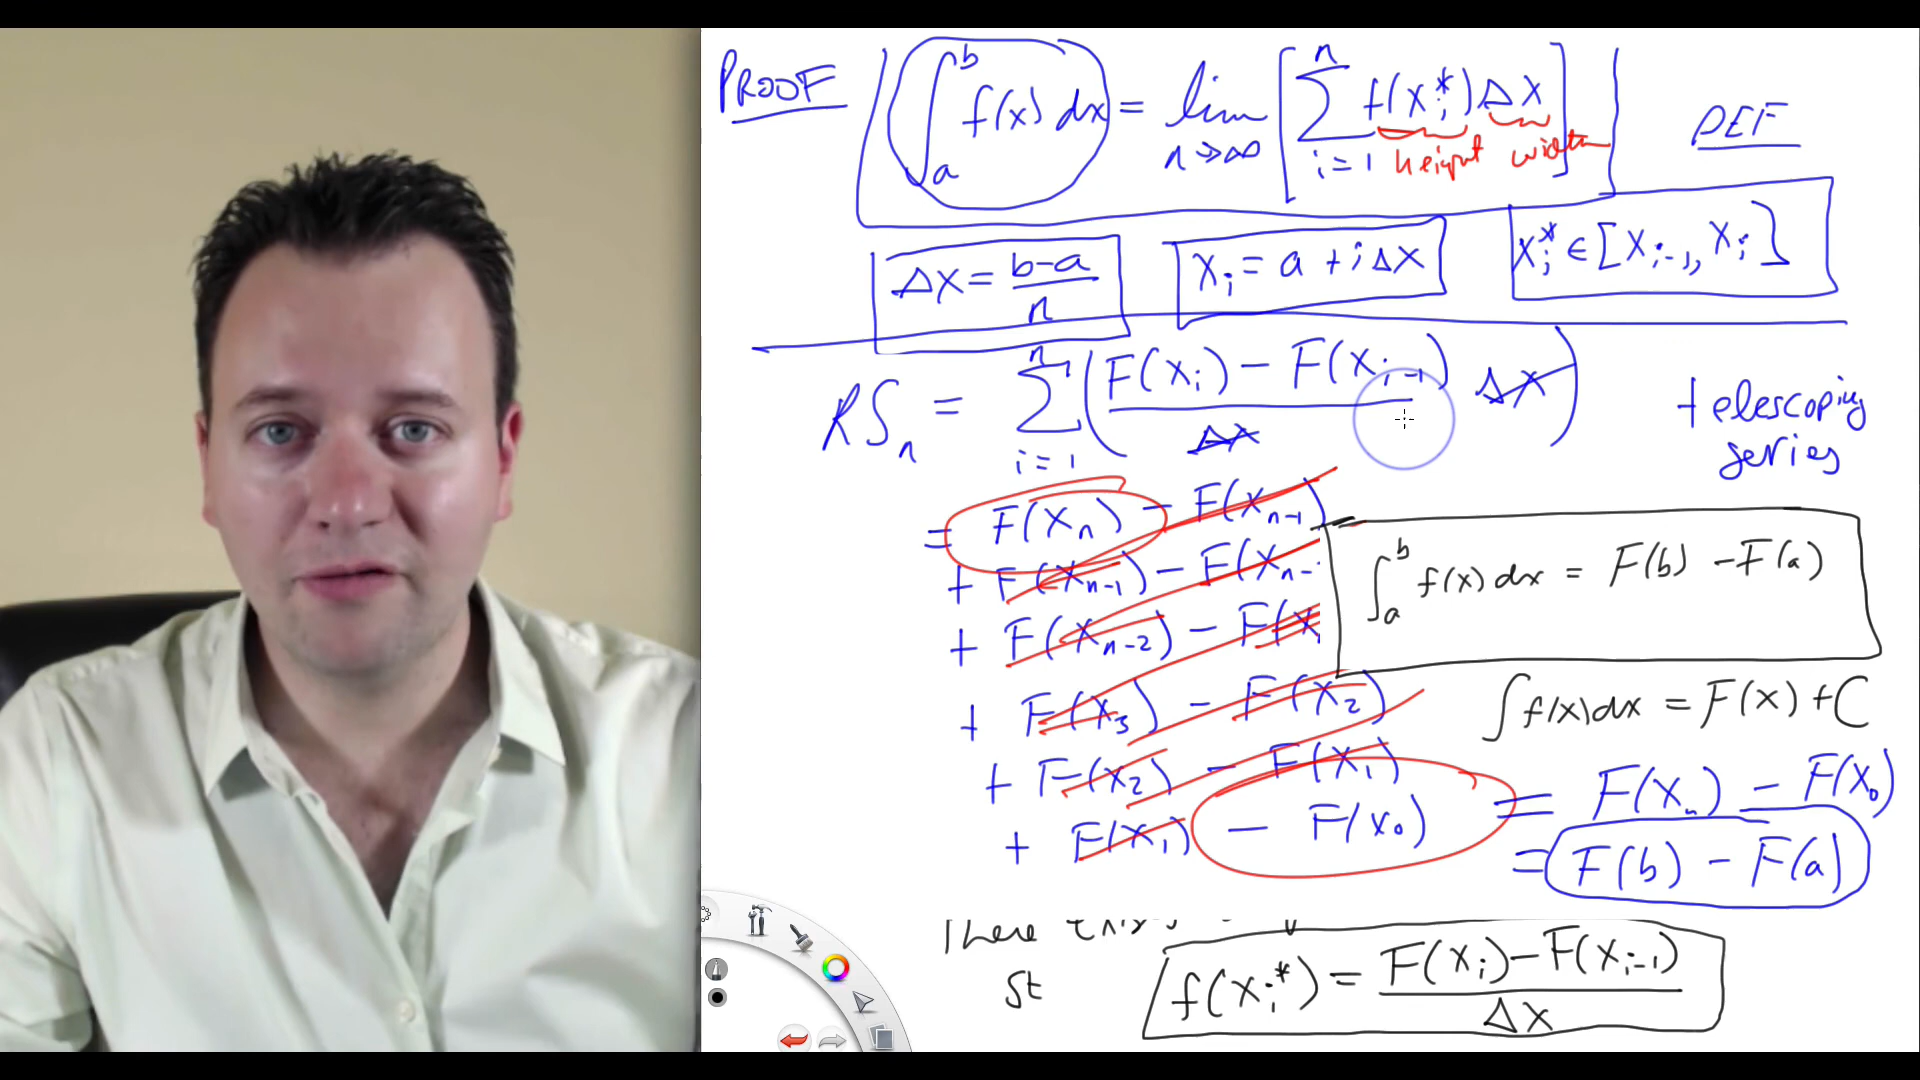 PROOF
∫_a^b f(x) dx = lim_{n→∞} [ Σ_{i=1}^{n} f(x_i*) Δx ]
height width
DEF
Δx = (b-a)/n
x_i = a + iΔx
x_i* ∈ [x_{i-1}, x_i]
RS_n = Σ_{i=1}^{n} ( (F(x_i) - F(x_{i-1}))/Δx Δx )
telescoping
series
= F(x_n) - F(x_{n-1})
+ F(x_{n-1}) - F(x_{n-
+ F(x_{n-2}) - F(x
+ F(x_3) - F(x_2)
+ F(x_2) - F(x_1)
+ F(x_1) - F(x_0)
∫_a^b f(x) dx = F(b) - F(a)
∫ f(x) dx = F(x) + C
= F(x_n) - F(x_0)
= F(b) - F(a)
There
St
f(x_i*) = (F(x_i) - F(x_{i-1}))/Δx